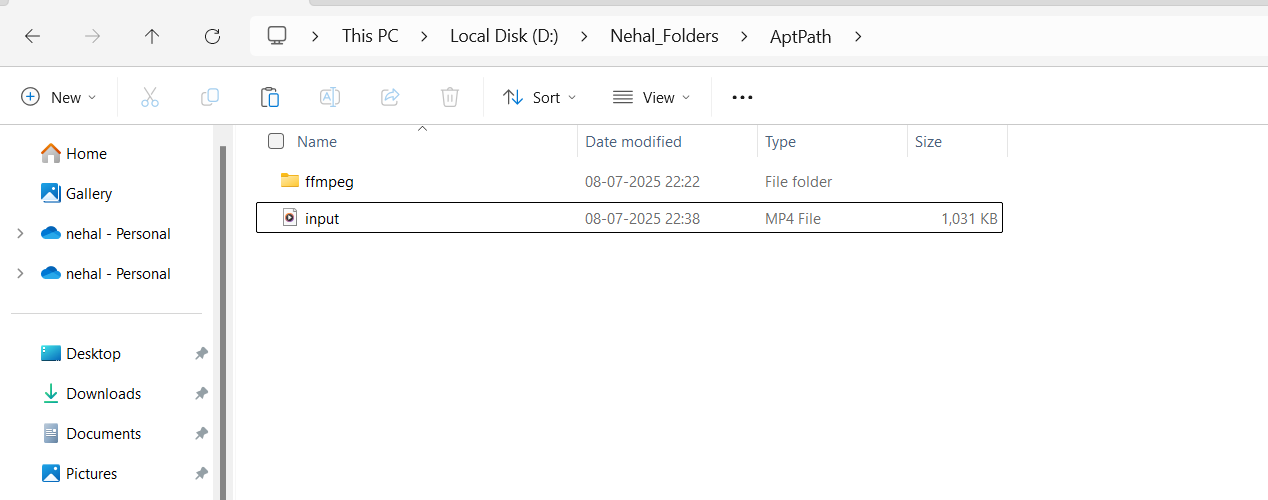 This PC > Local Disk (D:) > Nehal_Folders > AptPath >
New Sort View
Name Date modified Type Size
ffmpeg 08-07-2025 22:22 File folder
input 08-07-2025 22:38 MP4 File 1,031 KB
Home
Gallery
nehal - Personal
nehal - Personal
Desktop
Downloads
Documents
Pictures